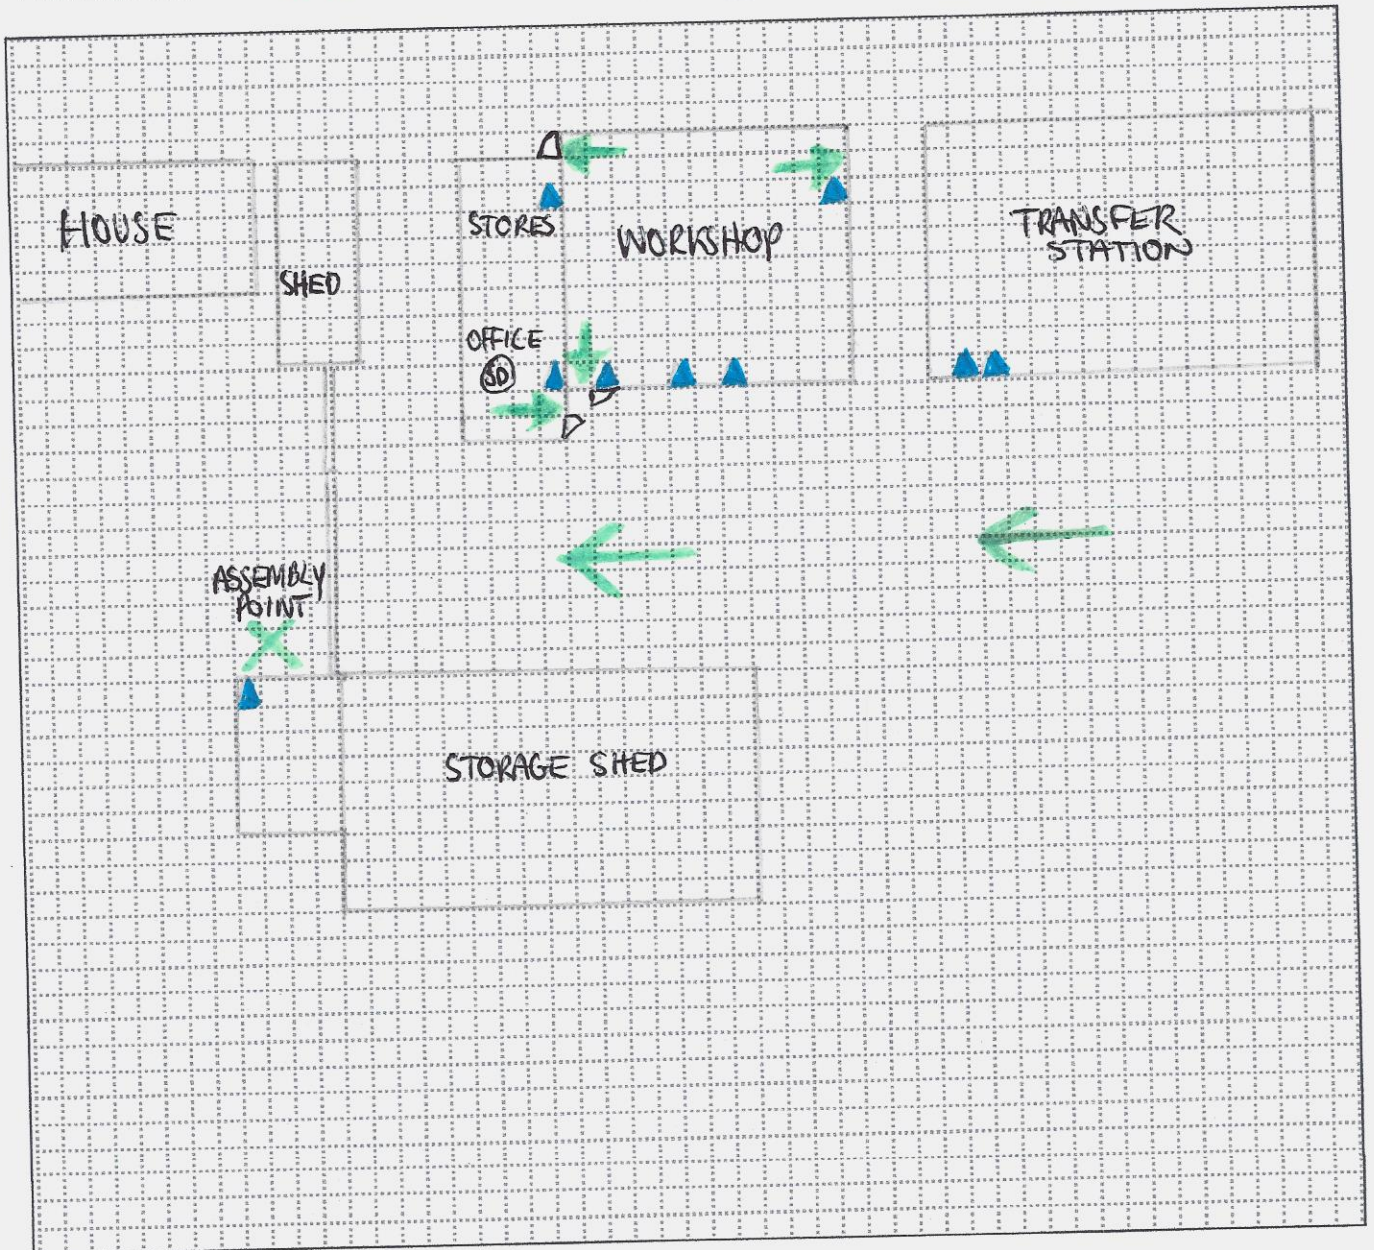 HOUSE
SHED
STORES
WORKSHOP
TRANSFER
STATION
OFFICE
SD
ASSEMBLY
POINT
STORAGE SHED